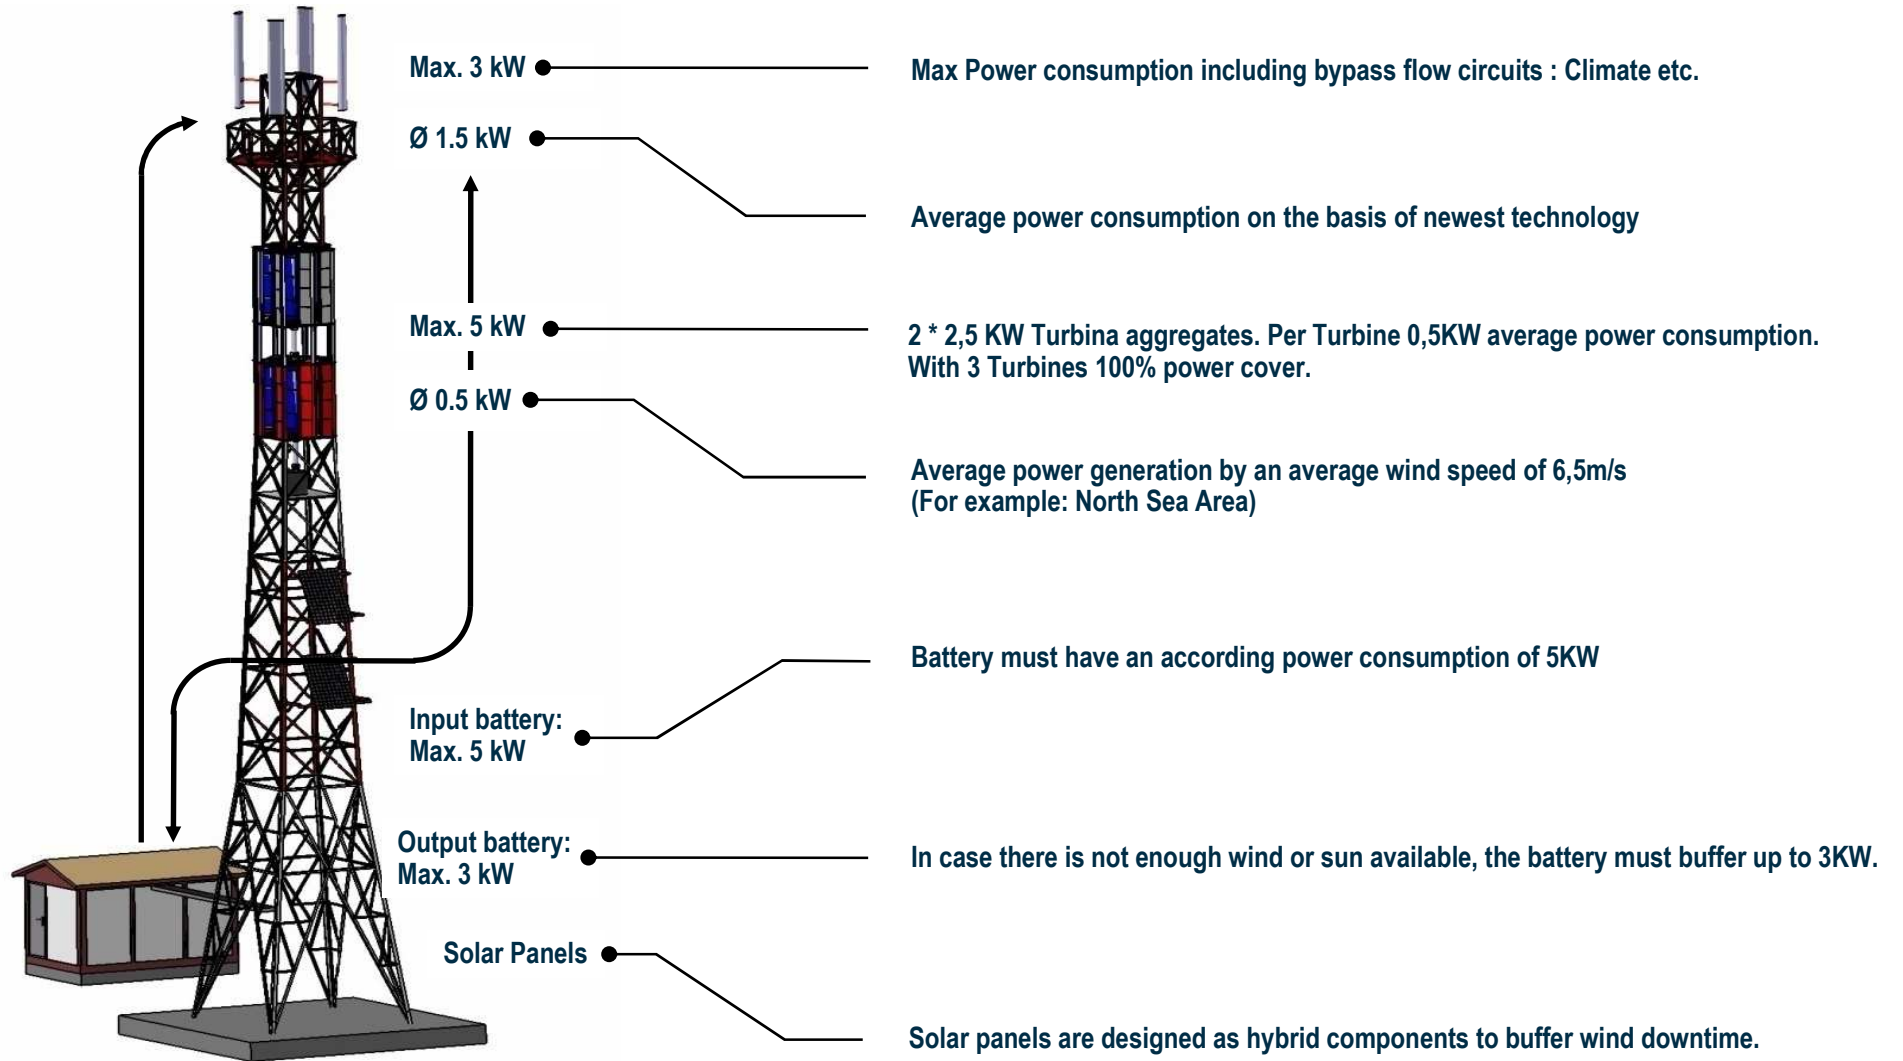 Max. 3 kW
Max Power consumption including bypass flow circuits : Climate etc.
Ø 1.5 kW
Average power consumption on the basis of newest technology
Max. 5 kW
2 * 2,5 KW Turbina aggregates. Per Turbine 0,5KW average power consumption.
With 3 Turbines 100% power cover.
Ø 0.5 kW
Average power generation by an average wind speed of 6,5m/s
(For example: North Sea Area)
Battery must have an according power consumption of 5KW
Input battery:
Max. 5 kW
Output battery:
Max. 3 kW
In case there is not enough wind or sun available, the battery must buffer up to 3KW.
Solar Panels
Solar panels are designed as hybrid components to buffer wind downtime.